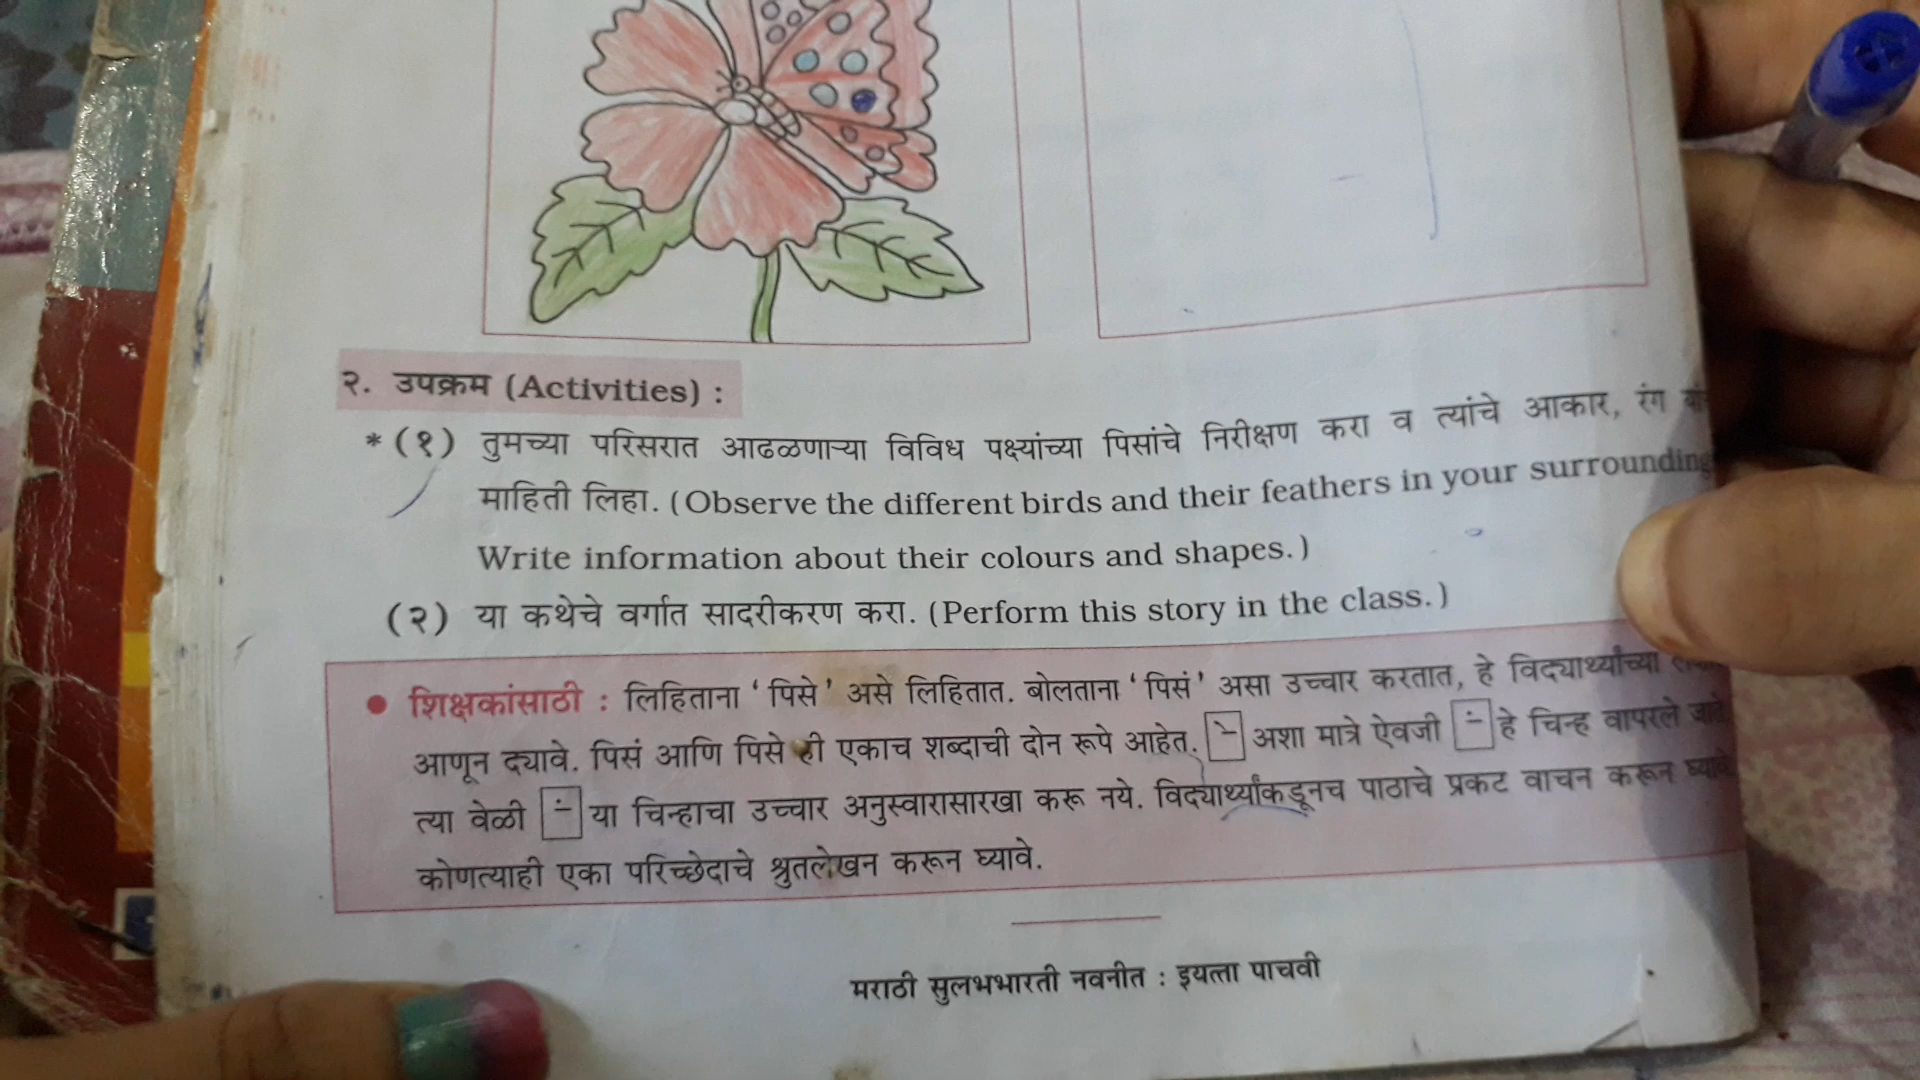 २. उपक्रम (Activities) :
* (१) तुमच्या परिसरात आढळणाऱ्या विविध पक्ष्यांच्या पिसांचे निरीक्षण करा व त्यांचे आकार, रंग
माहिती लिहा. (Observe the different birds and their feathers in your surrounding
Write information about their colours and shapes.)
(२) या कथेचे वर्गात सादरीकरण करा. (Perform this story in the class.)
• शिक्षकांसाठी : लिहिताना ‘पिसे’ असे लिहितात. बोलताना ‘पिसं’ असा उच्चार करतात, हे विद्यार्थ्यांच्या
आणून द्यावे. पिसं आणि पिसे ही एकाच शब्दाची दोन रूपे आहेत. अशा मात्रे ऐवजी हे चिन्ह वापरले
त्या वेळी या चिन्हाचा उच्चार अनुस्वारासारखा करू नये. विद्यार्थ्यांकडूनच पाठाचे प्रकट वाचन करून
कोणत्याही एका परिच्छेदाचे श्रुतलेखन करून घ्यावे.
मराठी सुलभभारती नवनीत : इयत्ता पाचवी